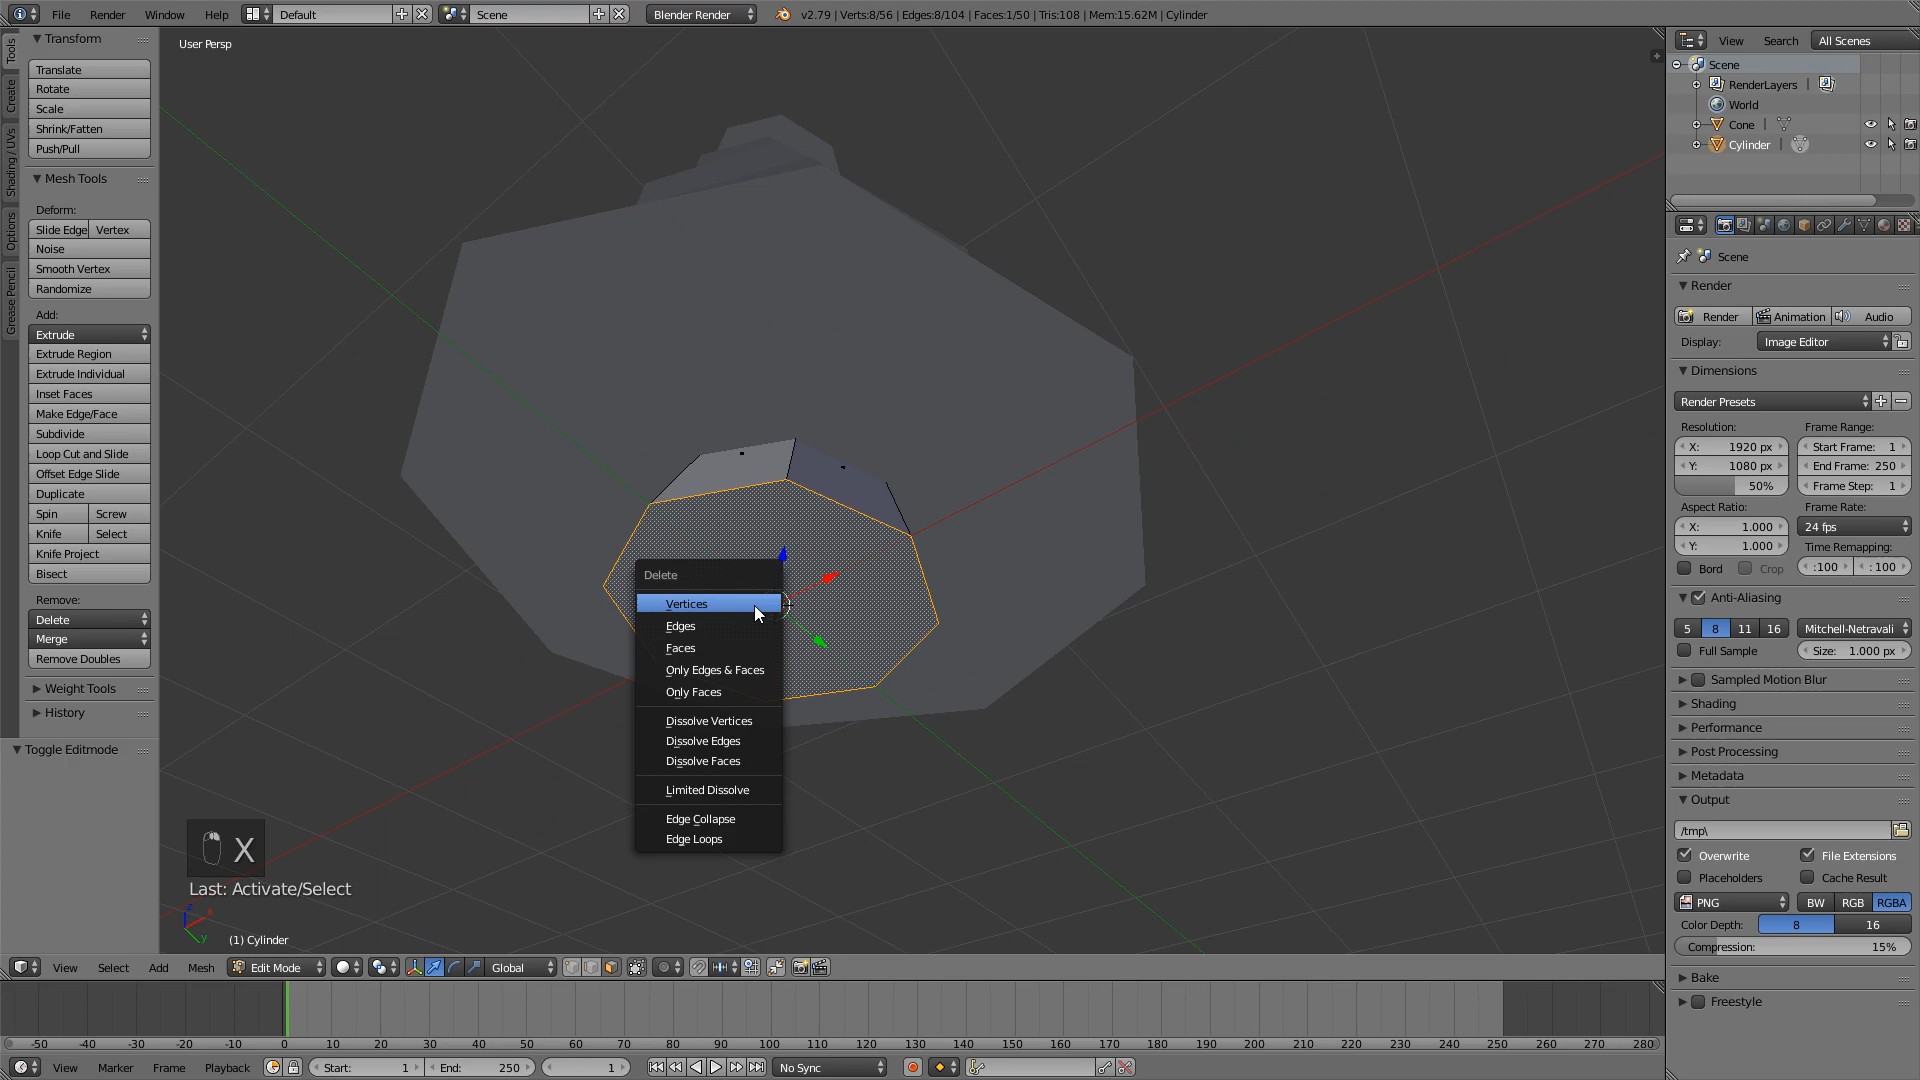 File Render Window Help Default Scene Blender Render v2.79 | Verts:8/56 | Edges:8/104 | Faces:1/50 | Tris:108 | Mem:15.62M | Cylinder
Tools
Create
Shading / UVs
Options
Grease Pencil
Transform
Translate
Rotate
Scale
Shrink/Fatten
Push/Pull
Mesh Tools
Deform:
Slide Edge Vertex
Noise
Smooth Vertex
Randomize
Add:
Extrude
Extrude Region
Extrude Individual
Inset Faces
Make Edge/Face
Subdivide
Loop Cut and Slide
Offset Edge Slide
Duplicate
Spin Screw
Knife Select
Knife Project
Bisect
Remove:
Delete
Merge
Remove Doubles
Weight Tools
History
Toggle Editmode
User Persp
Delete
Vertices
Edges
Faces
Only Edges & Faces
Only Faces
Dissolve Vertices
Dissolve Edges
Dissolve Faces
Limited Dissolve
Edge Collapse
Edge Loops
X
Last: Activate/Select
z x
y
(1) Cylinder
View Select Add Mesh Edit Mode Global
-50 -40 -30 -20 -10 0 10 20 30 40 50 60 70 80 90 100 110 120 130 140 150 160 170 180 190 200 210 220 230 240 250 260 270 280
View Marker Frame Playback Start: 1 End: 250 1 No Sync
View Search All Scenes
Scene
RenderLayers |
World
Cone |
Cylinder |
Scene
Render
Render Animation Audio
Display: Image Editor
Dimensions
Render Presets
Resolution: Frame Range:
X: 1920 px Start Frame: 1
Y: 1080 px End Frame: 250
50% Frame Step: 1
Aspect Ratio: Frame Rate:
X: 1.000 24 fps
Y: 1.000 Time Remapping:
Bord Crop :100 : 100
Anti-Aliasing
5 8 11 16 Mitchell-Netravali
Full Sample Size: 1.000 px
Sampled Motion Blur
Shading
Performance
Post Processing
Metadata
Output
/tmp\
Overwrite File Extensions
Placeholders Cache Result
PNG BW RGB RGBA
Color Depth: 8 16
Compression: 15%
Bake
Freestyle